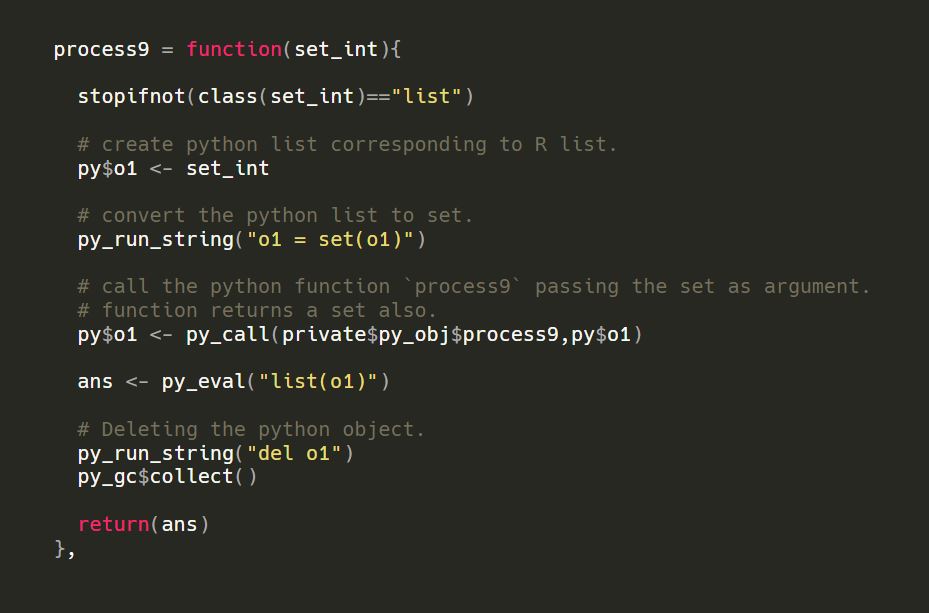 process9 = function(set_int){
stopifnot(class(set_int)=="list")
# create python list corresponding to R list.
py$o1 <- set_int
# convert the python list to set.
py_run_string("o1 = set(o1)")
# call the python function `process9` passing the set as argument.
# function returns a set also.
py$o1 <- py_call(private$py_obj$process9,py$o1)
ans <- py_eval("list(o1)")
# Deleting the python object.
py_run_string("del o1")
py_gc$collect()
return(ans)
},